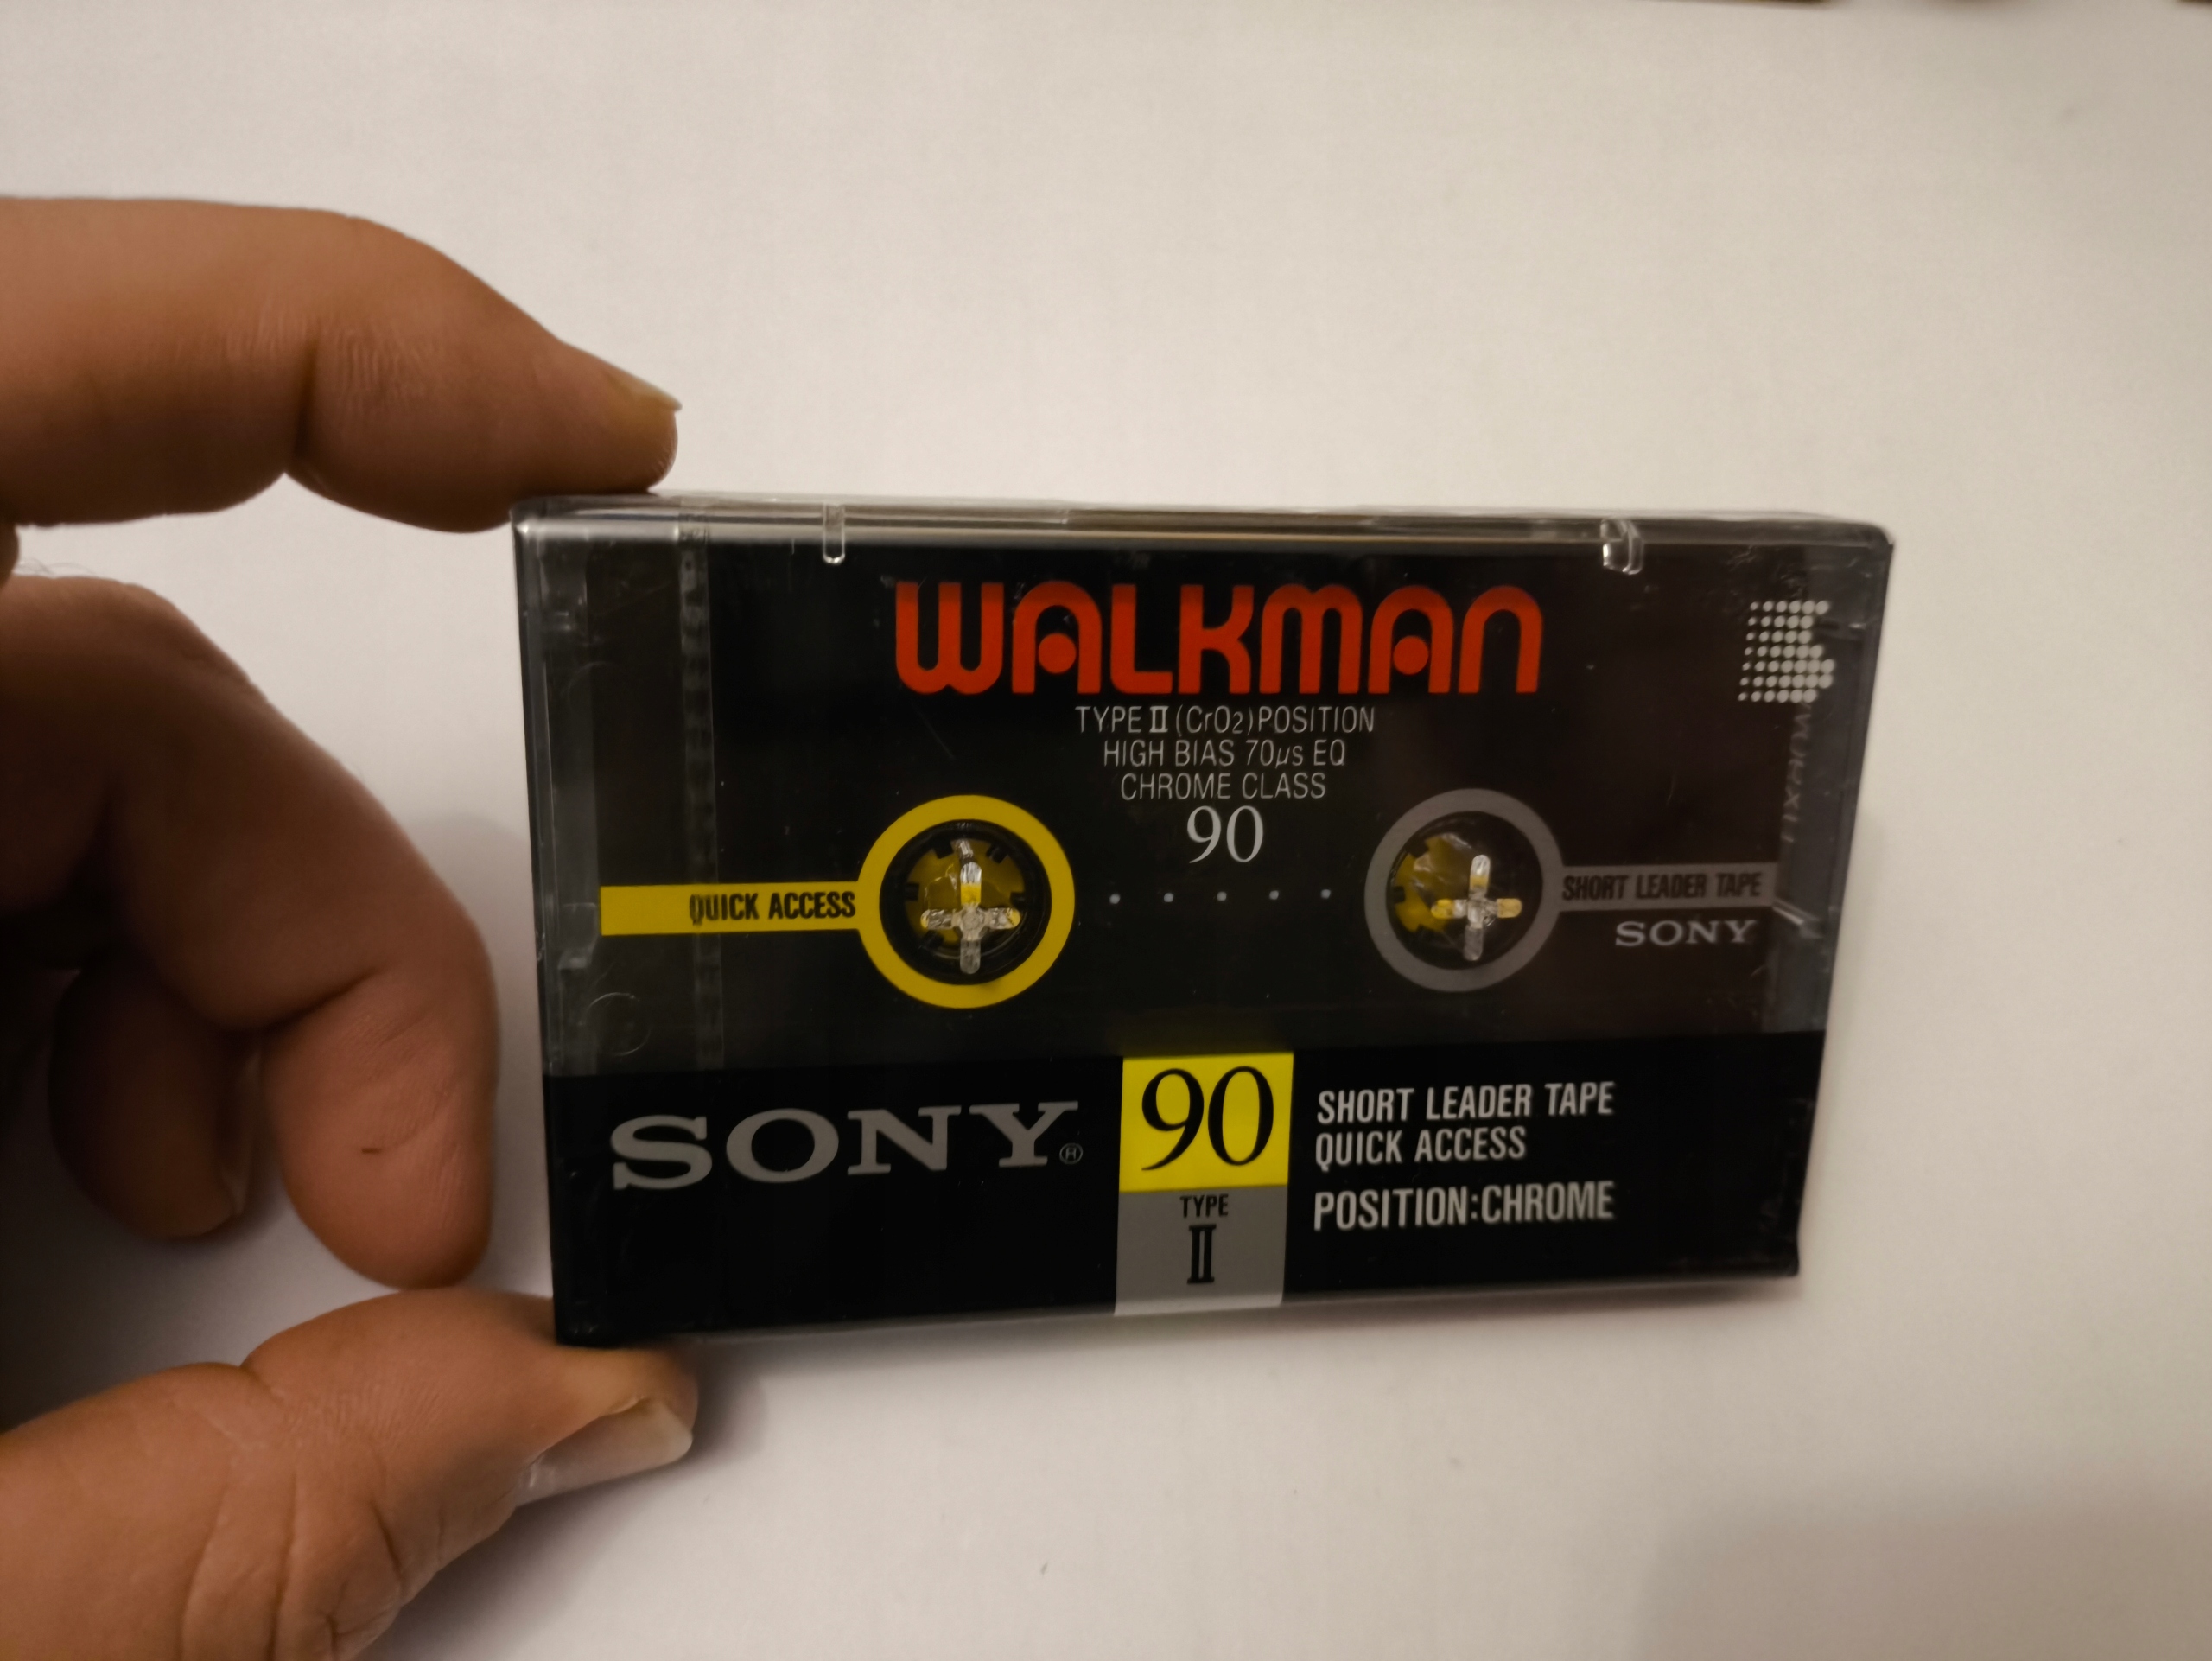 WALKMAN
TYPE II (CrO2) POSITION
HIGH BIAS 70µs EQ
CHROME CLASS
90
QUICK ACCESS
SHORT LEADER TAPE
SONY
SONY®
90
TYPE
II
SHORT LEADER TAPE
QUICK ACCESS
POSITION:CHROME